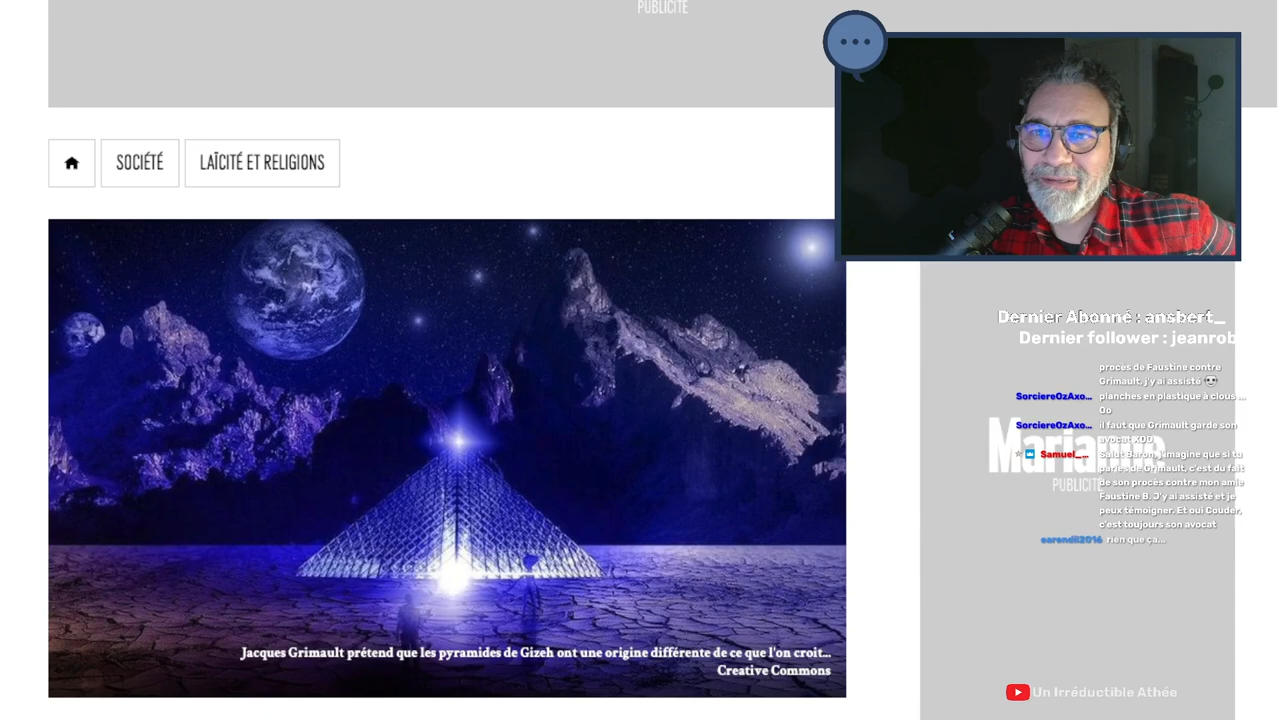 PUBLICITÉ
SOCIÉTÉ
LAÏCITÉ ET RELIGIONS
Jacques Grimault prétend que les pyramides de Gizeh ont une origine différente de ce que l'on croit...
Creative Commons
Dernier Abonné : ansbert_
Dernier follower : jeanrob
procès de Faustine contre
Grimault, j'y ai assisté
SorciereOzAxo... planches en plastique à clous ...
Oo
SorciereOzAxo... il faut que Grimault garde son
avocat XDD
Samuel_... Salut Baron, j'imagine que si tu
parles de Grimault, c'est du fait
de son procès contre mon amie
Faustine B. J'y ai assisté et je
peux témoigner. Et oui Couder,
c'est toujours son avocat
earendil2016 rien que ça...
Marianne
PUBLICITÉ
Un Irréductible Athée